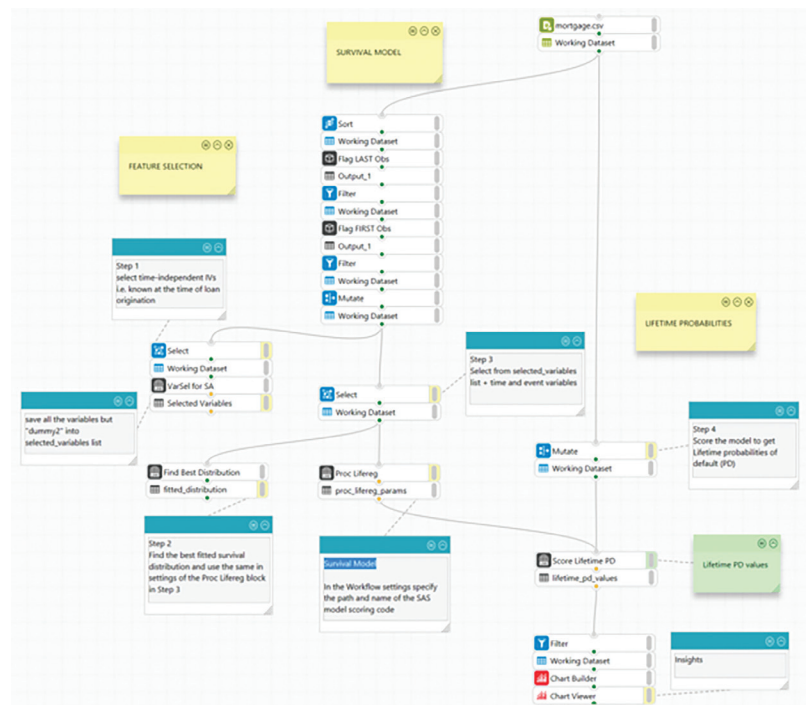 mortgage.csv
Working Dataset
SURVIVAL MODEL
Sort
Working Dataset
Flag LAST Obs
Output_1
Filter
Working Dataset
Flag FIRST Obs
Output_1
Filter
Working Dataset
Mutate
Working Dataset
FEATURE SELECTION
Step 1
select time-independent IVs
i.e. known at the time of loan
origination
LIFETIME PROBABILITIES
Select
Working Dataset
VarSel for SA
Selected Variables
save all the variables but
"dummy2" into
selected_variables list
Step 3
Select from selected_variables
list + time and event variables
Select
Working Dataset
Step 4
Score the model to get
Lifetime probabilities of
default (PD)
Mutate
Working Dataset
Find Best Distribution
fitted_distribution
Proc Lifereg
proc_lifereg_params
Step 2
Find the best fitted survival
distribution and use the same in
settings of the Proc Lifereg block
in Step 3
Survival Model
In the Workflow settings specify
the path and name of the SAS
model scoring code
Score Lifetime PD
lifetime_pd_values
Lifetime PD values
Filter
Working Dataset
Chart Builder
Chart Viewer
Insights